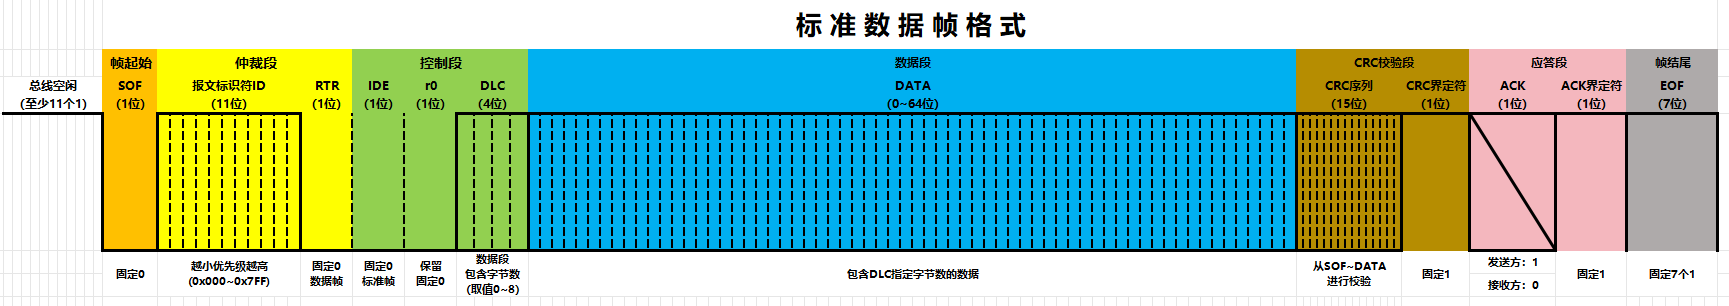 标准数据帧格式
帧起始 仲裁段 控制段 数据段 CRC校验段 应答段 帧结尾
总线空闲 SOF 报文标识符ID RTR IDE r0 DLC DATA CRC序列 CRC界定符 ACK ACK界定符 EOF
(至少11个1) (1位) (11位) (1位) (1位) (1位) (4位) (0~64位) (15位) (1位) (1位) (1位) (7位)
固定0
越小优先级越高
(0x000~0x7FF)
固定0
数据帧
固定0
标准帧
保留
固定0
数据段
包含字节数
(取值0~8)
包含DLC指定字节数的数据
从SOF~DATA
进行校验
固定1
发送方：1
接收方：0
固定1
固定7个1